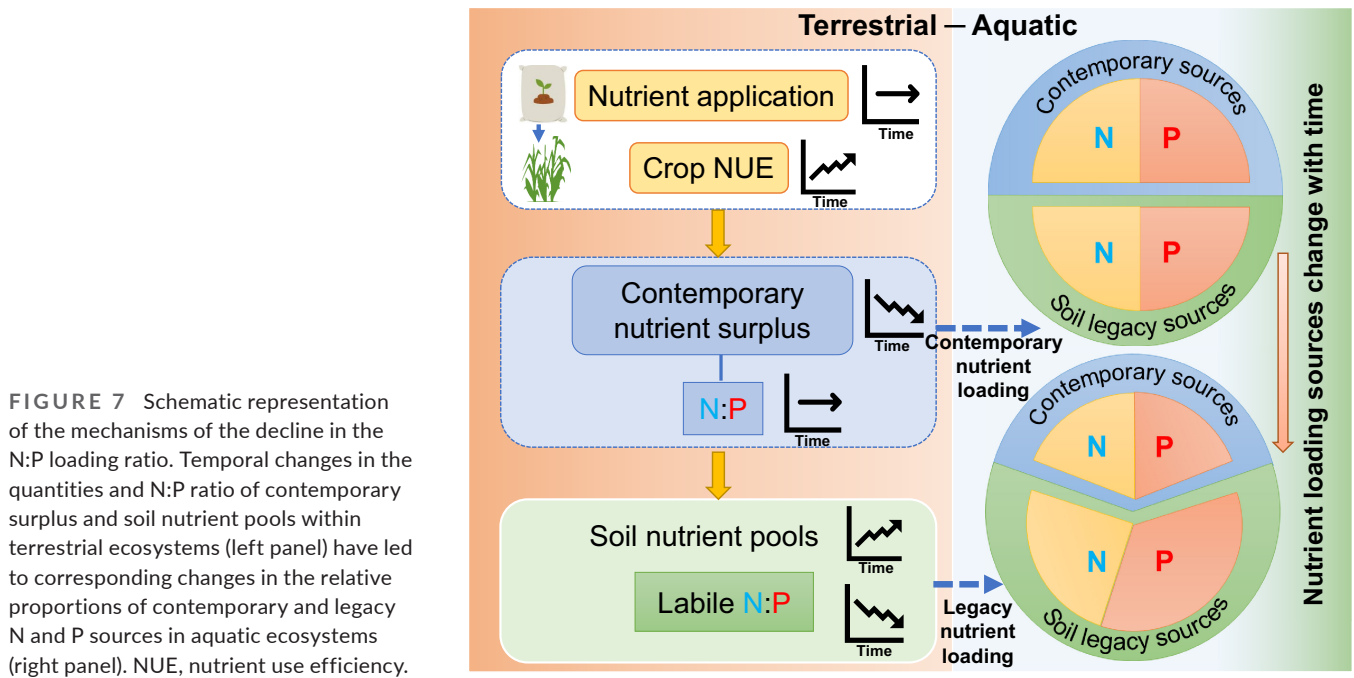 FIGURE 7 Schematic representation
of the mechanisms of the decline in the
N:P loading ratio. Temporal changes in the
quantities and N:P ratio of contemporary
surplus and soil nutrient pools within
terrestrial ecosystems (left panel) have led
to corresponding changes in the relative
proportions of contemporary and legacy
N and P sources in aquatic ecosystems
(right panel). NUE, nutrient use efficiency.
Terrestrial — Aquatic
Nutrient application
Time
Crop NUE
Time
Contemporary
nutrient surplus
Time
N:P
Time
Soil nutrient pools
Time
Labile N:P
Time
Contemporary
nutrient
loading
Legacy
nutrient
loading
Contemporary sources
N P
N P
Soil legacy sources
Contemporary sources
N P
N P
Soil legacy sources
Nutrient loading sources change with time